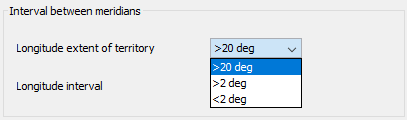 Interval between meridians
Longitude extent of territory
>20 deg
>20 deg
>2 deg
Longitude interval
<2 deg